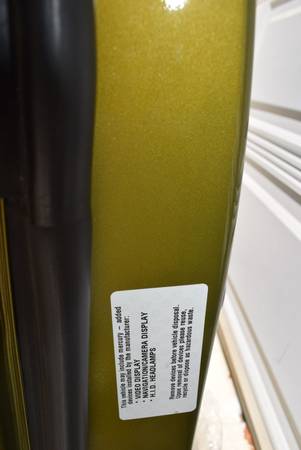 This vehicle may include mercury – added
devices installed by the manufacturer:
• VIDEO DISPLAY
• NAVIGATION/CAMERA DISPLAY
• H.I.D. HEADLAMPS
Remove devices before vehicle disposal.
Upon removal of devices please reuse,
recycle or dispose as hazardous waste.